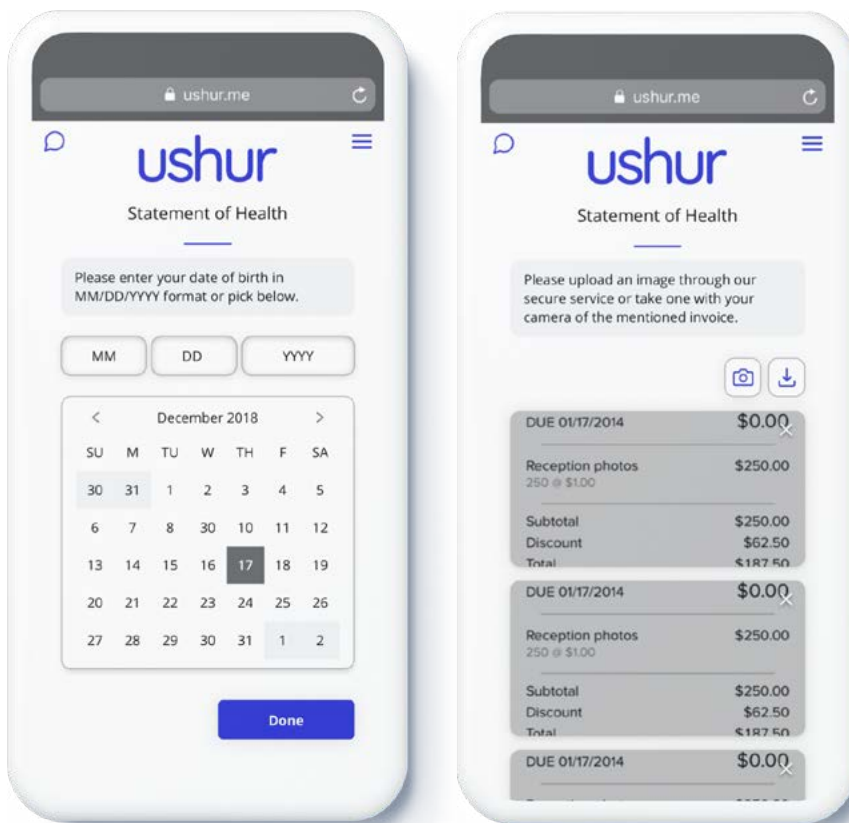 ushur.me
ushur
Statement of Health
Please enter your date of birth in
MM/DD/YYYY format or pick below.
MM DD YYYY
< December 2018 >
SU M TU W TH F SA
30 31 1 2 3 4 5
6 7 8 30 10 11 12
13 14 15 16 17 18 19
20 21 22 23 24 25 26
27 28 29 30 31 1 2
Done
ushur.me
ushur
Statement of Health
Please upload an image through our
secure service or take one with your
camera of the mentioned invoice.
DUE 01/17/2014 $0.00
Reception photos $250.00
250 @ $1.00
Subtotal $250.00
Discount $62.50
Total $187.50
DUE 01/17/2014 $0.00
Reception photos $250.00
250 @ $1.00
Subtotal $250.00
Discount $62.50
Total $187.50
DUE 01/17/2014 $0.00